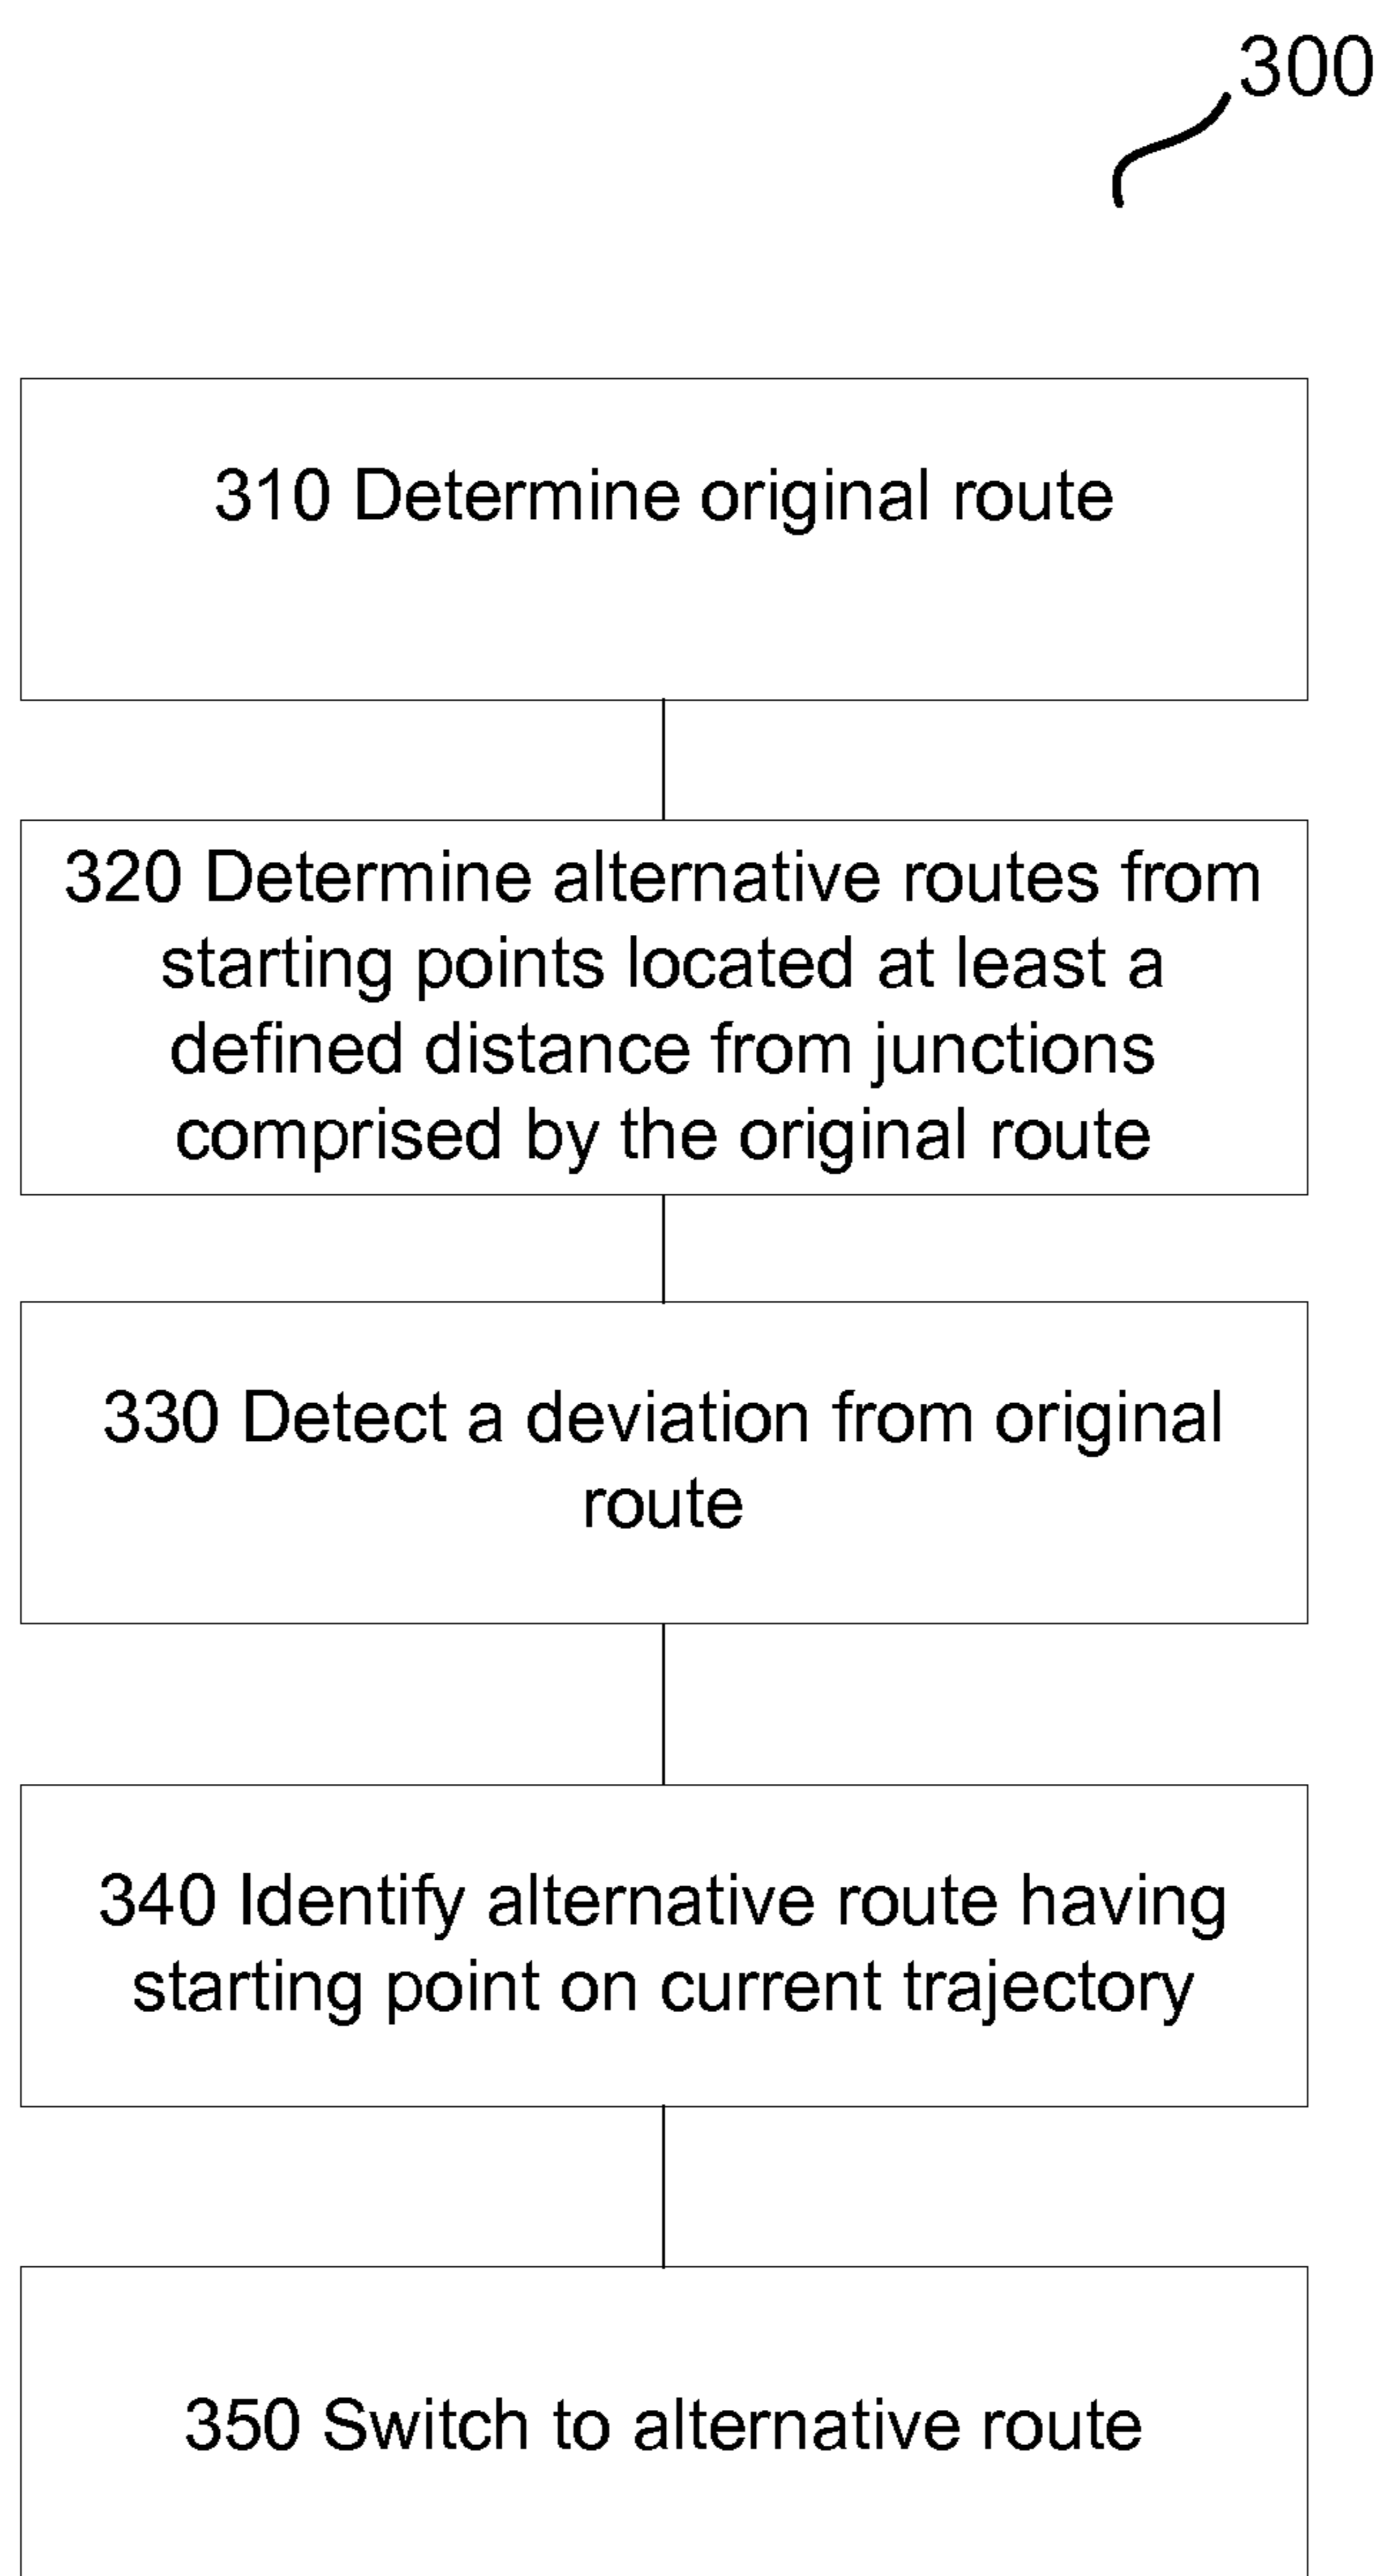 300
310 Determine original route
320 Determine alternative routes from
starting points located at least a
defined distance from junctions
comprised by the original route
330 Detect a deviation from original
route
340 Identify alternative route having
starting point on current trajectory
350 Switch to alternative route